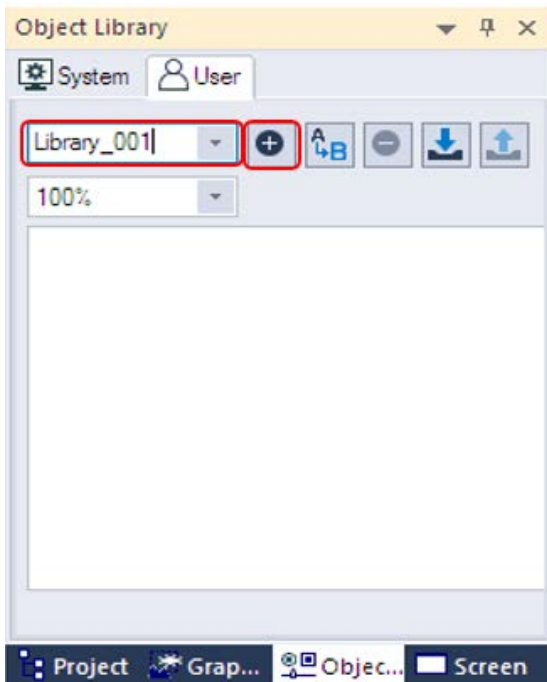 Object Library
System User
Library_001
A B
100%
Project Grap... Objec... Screen